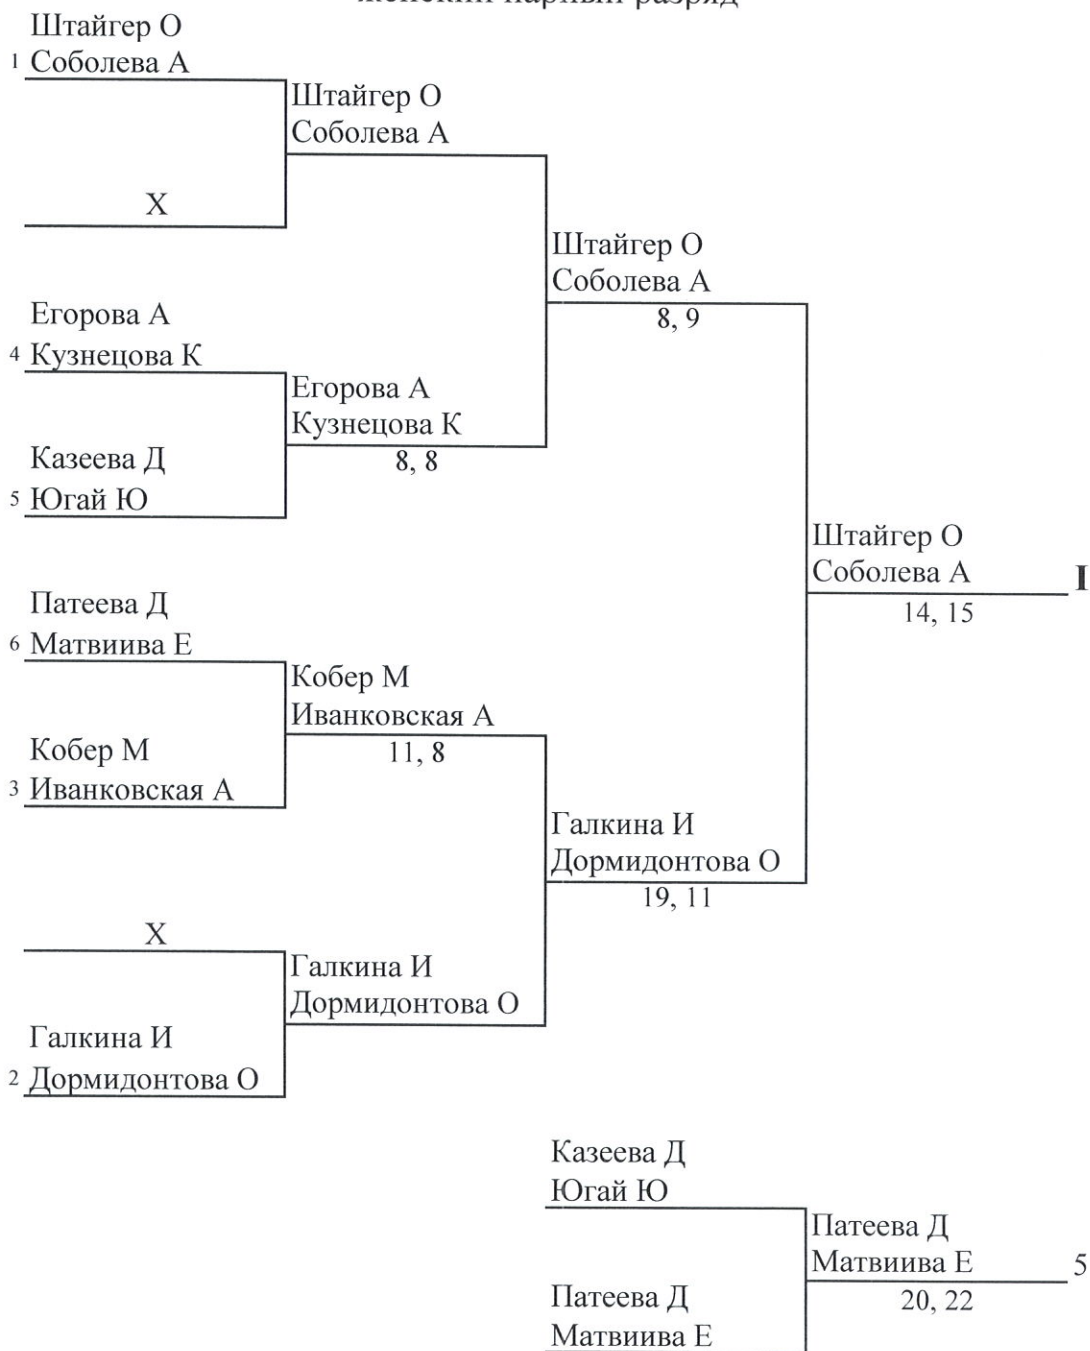 женский парный разряд
Штайгер О
1 Соболева А
Штайгер О
Соболева А
X
Штайгер О
Соболева А
8, 9
Егорова А
4 Кузнецова К
Егорова А
Кузнецова К
8, 8
Казеева Д
5 Югай Ю
Штайгер О
Соболева А
I
14, 15
Патеева Д
6 Матвиива Е
Кобер М
Иванковская А
11, 8
Кобер М
3 Иванковская А
Галкина И
Дормидонтова О
19, 11
X
Галкина И
Дормидонтова О
Галкина И
2 Дормидонтова О
Казеева Д
Югай Ю
Патеева Д
Матвиива Е
5
20, 22
Патеева Д
Матвиива Е